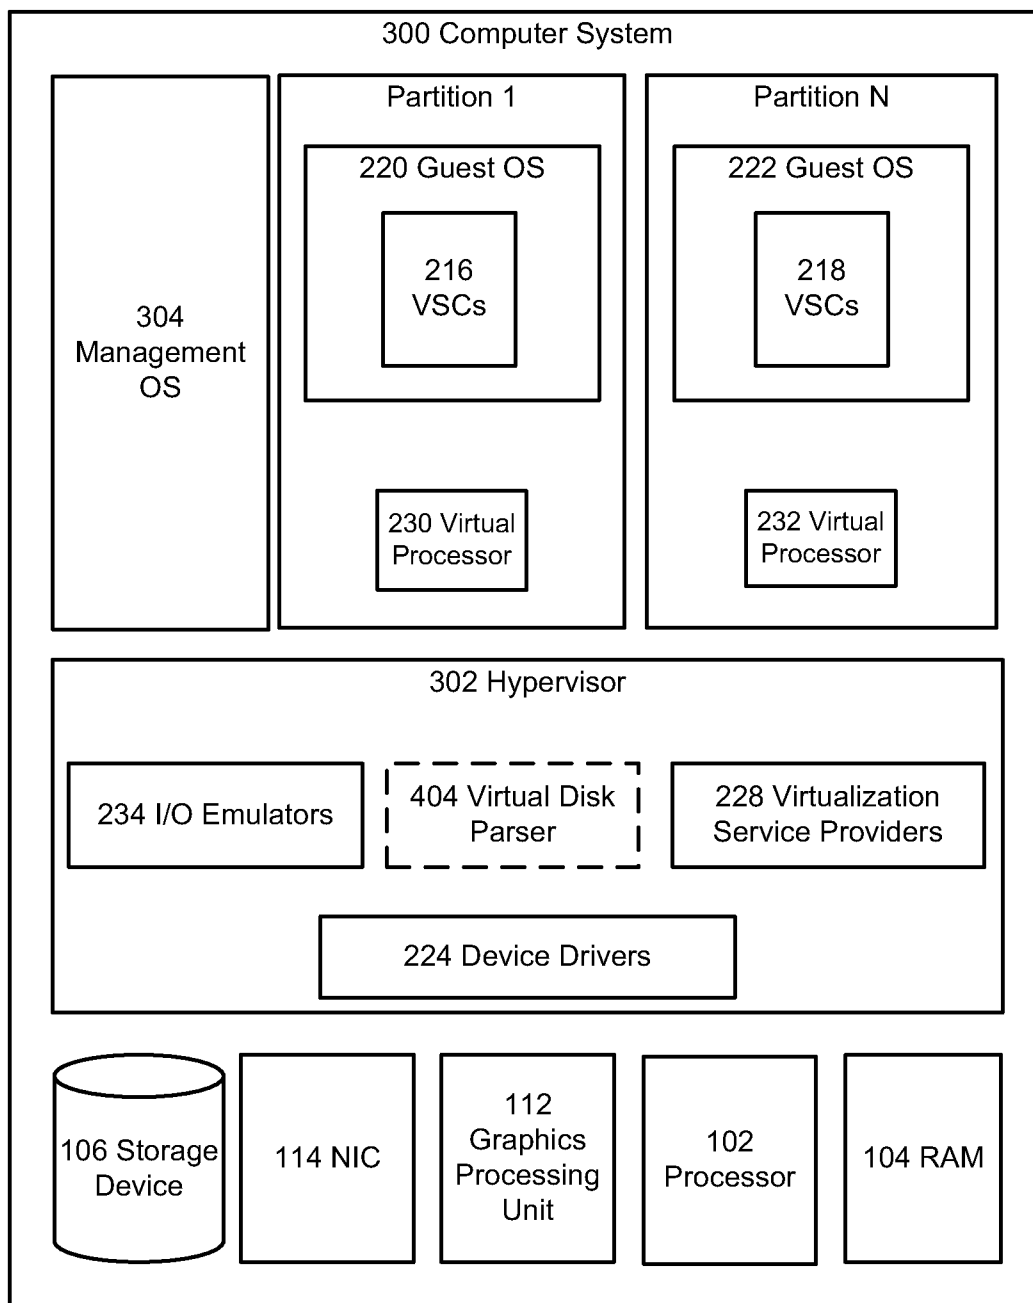 300 Computer System
304
Management
OS
Partition 1
220 Guest OS
216
VSCs
230 Virtual
Processor
Partition N
222 Guest OS
218
VSCs
232 Virtual
Processor
302 Hypervisor
234 I/O Emulators
404 Virtual Disk
Parser
228 Virtualization
Service Providers
224 Device Drivers
106 Storage
Device
114 NIC
112
Graphics
Processing
Unit
102
Processor
104 RAM